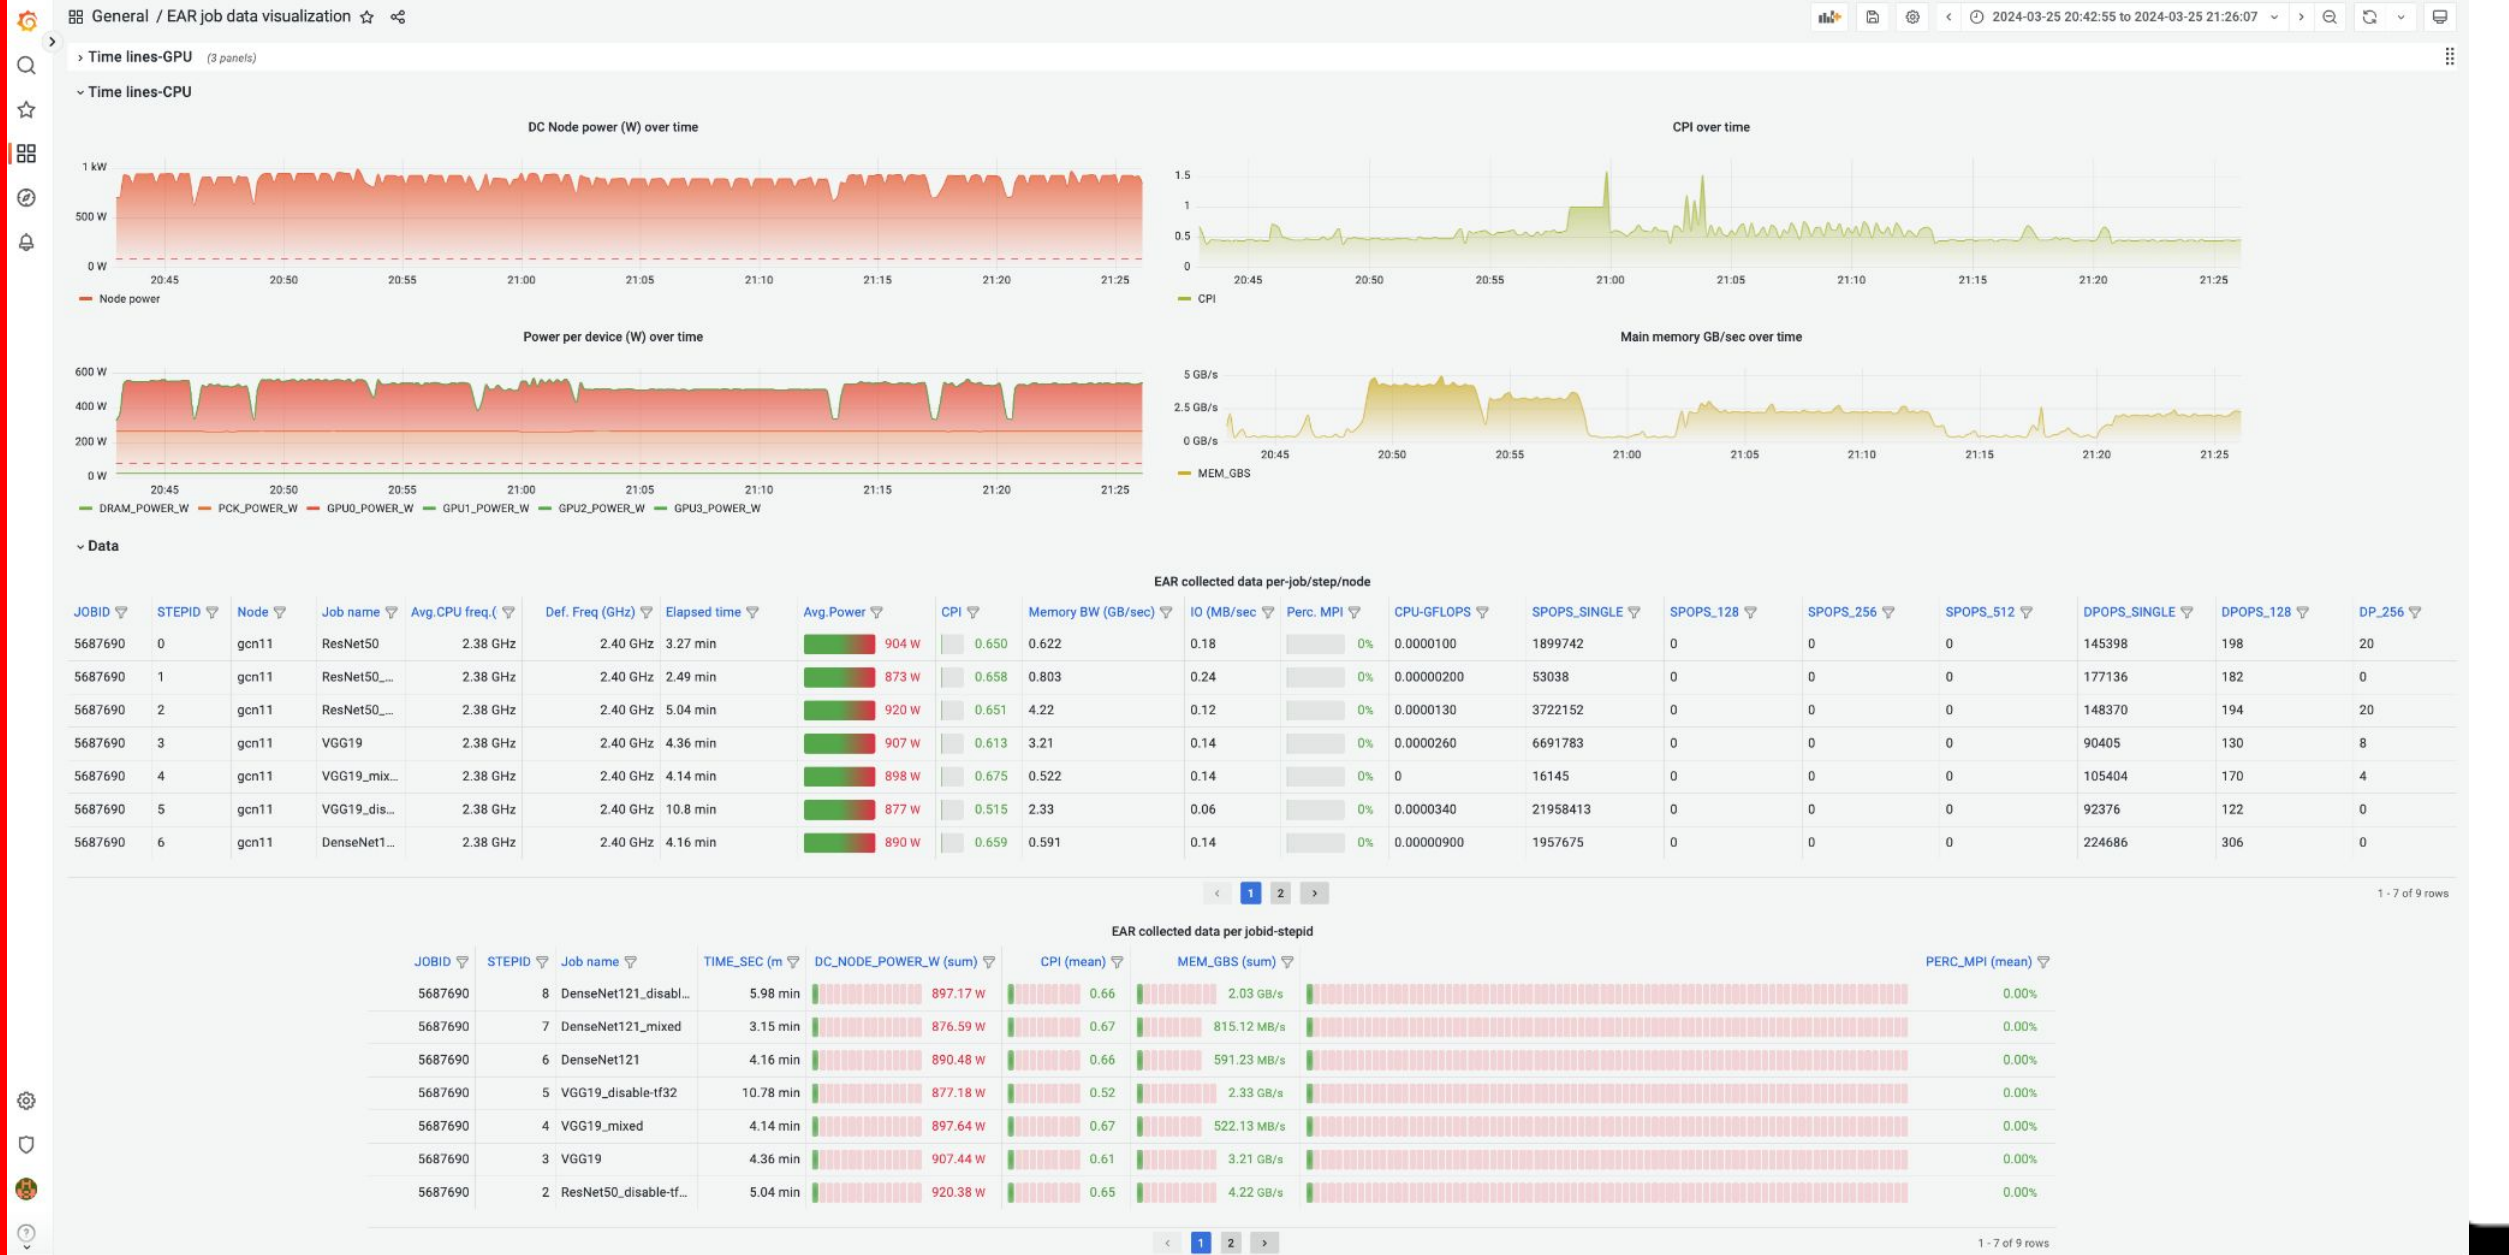 General / EAR job data visualization
2024-03-25 20:42:55 to 2024-03-25 21:26:07
Time lines-GPU (3 panels)
Time lines-CPU
DC Node power (W) over time
1 kW
500 W
0 W
20:45 20:50 20:55 21:00 21:05 21:10 21:15 21:20 21:25
Node power
CPI over time
1.5
1
0.5
0
20:45 20:50 20:55 21:00 21:05 21:10 21:15 21:20 21:25
CPI
Power per device (W) over time
600 W
400 W
200 W
0 W
20:45 20:50 20:55 21:00 21:05 21:10 21:15 21:20 21:25
DRAM_POWER_W PCK_POWER_W GPU0_POWER_W GPU1_POWER_W GPU2_POWER_W GPU3_POWER_W
Main memory GB/sec over time
5 GB/s
2.5 GB/s
0 GB/s
20:45 20:50 20:55 21:00 21:05 21:10 21:15 21:20 21:25
MEM_GBS
Data
EAR collected data per-job/step/node
JOBID STEPID Node Job name Avg.CPU freq.( Def. Freq (GHz) Elapsed time Avg.Power CPI Memory BW (GB/sec) IO (MB/sec Perc. MPI CPU-GFLOPS SPOPS_SINGLE SPOPS_128 SPOPS_256 SPOPS_512 DPOPS_SINGLE DPOPS_128 DP_256
5687690 0 gcn11 ResNet50 2.38 GHz 2.40 GHz 3.27 min 904 W 0.650 0.622 0.18 0% 0.0000100 1899742 0 0 0 145398 198 20
5687690 1 gcn11 ResNet50_... 2.38 GHz 2.40 GHz 2.49 min 873 W 0.658 0.803 0.24 0% 0.00000200 53038 0 0 0 177136 182 0
5687690 2 gcn11 ResNet50_... 2.38 GHz 2.40 GHz 5.04 min 920 W 0.651 4.22 0.12 0% 0.0000130 3722152 0 0 0 148370 194 20
5687690 3 gcn11 VGG19 2.38 GHz 2.40 GHz 4.36 min 907 W 0.613 3.21 0.14 0% 0.0000260 6691783 0 0 0 90405 130 8
5687690 4 gcn11 VGG19_mix... 2.38 GHz 2.40 GHz 4.14 min 898 W 0.675 0.522 0.14 0% 0 16145 0 0 0 105404 170 4
5687690 5 gcn11 VGG19_dis... 2.38 GHz 2.40 GHz 10.8 min 877 W 0.515 2.33 0.06 0% 0.0000340 21958413 0 0 0 92376 122 0
5687690 6 gcn11 DenseNet1... 2.38 GHz 2.40 GHz 4.16 min 890 W 0.659 0.591 0.14 0% 0.00000900 1957675 0 0 0 224686 306 0
1 2
1 - 7 of 9 rows
EAR collected data per jobid-stepid
JOBID STEPID Job name TIME_SEC (m DC_NODE_POWER_W (sum) CPI (mean) MEM_GBS (sum) PERC_MPI (mean)
5687690 8 DenseNet121_disabl... 5.98 min 897.17 W 0.66 2.03 GB/s 0.00%
5687690 7 DenseNet121_mixed 3.15 min 876.59 W 0.67 815.12 MB/s 0.00%
5687690 6 DenseNet121 4.16 min 890.48 W 0.66 591.23 MB/s 0.00%
5687690 5 VGG19_disable-tf32 10.78 min 877.18 W 0.52 2.33 GB/s 0.00%
5687690 4 VGG19_mixed 4.14 min 897.64 W 0.67 522.13 MB/s 0.00%
5687690 3 VGG19 4.36 min 907.44 W 0.61 3.21 GB/s 0.00%
5687690 2 ResNet50_disable-tf... 5.04 min 920.38 W 0.65 4.22 GB/s 0.00%
1 2
1 - 7 of 9 rows